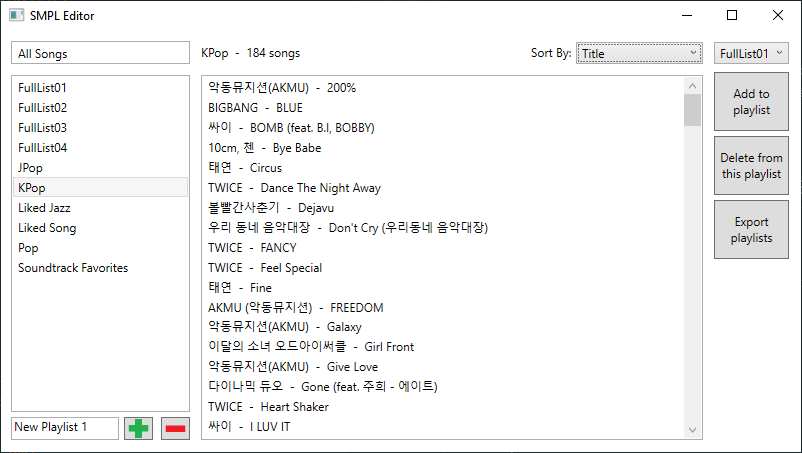 SMPL Editor
All Songs
KPop - 184 songs
Sort By: Title
FullList01
FullList01
FullList02
FullList03
FullList04
JPop
KPop
Liked Jazz
Liked Song
Pop
Soundtrack Favorites
악동뮤지션(AKMU) - 200%
BIGBANG - BLUE
싸이 - BOMB (feat. B.I, BOBBY)
10cm, 첸 - Bye Babe
태연 - Circus
TWICE - Dance The Night Away
볼빨간사춘기 - Dejavu
우리 동네 음악대장 - Don't Cry (우리동네 음악대장)
TWICE - FANCY
TWICE - Feel Special
태연 - Fine
AKMU (악동뮤지션) - FREEDOM
악동뮤지션(AKMU) - Galaxy
이달의 소녀 오드아이써클 - Girl Front
악동뮤지션(AKMU) - Give Love
다이나믹 듀오 - Gone (feat. 주희 - 에이트)
TWICE - Heart Shaker
싸이 - I LUV IT
Add to
playlist
Delete from
this playlist
Export
playlists
New Playlist 1